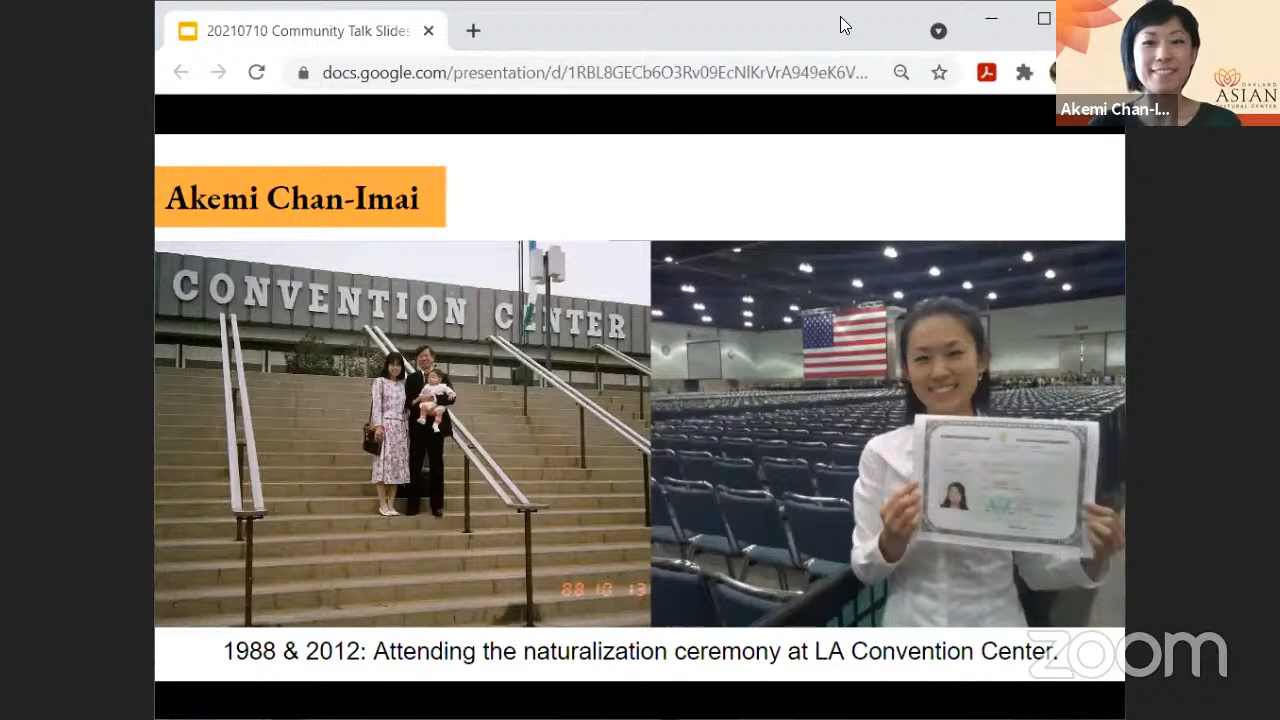 20210710 Community Talk Slides
docs.google.com/presentation/d/1RBL8GECb6O3Rv09EcNlKrVrA949eK6V...
OAKLAND
ASIAN
CULTURAL CENTER
Akemi Chan-I...
Akemi Chan-Imai
CONVENTION CENTER
88 10 13
1988 & 2012: Attending the naturalization ceremony at LA Convention Center.
zoom